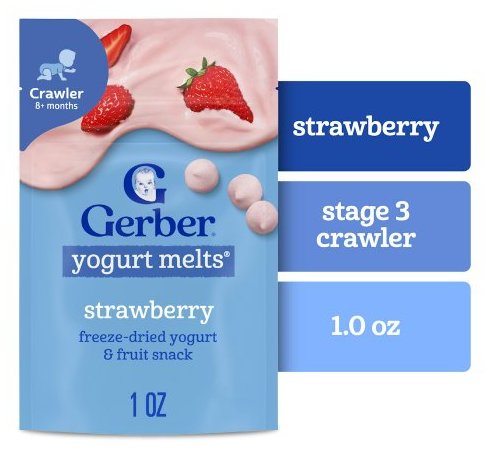 Crawler
8+ months
G
Gerber®
yogurt melts®
strawberry
freeze-dried yogurt
& fruit snack
1 OZ
strawberry
stage 3
crawler
1.0 oz